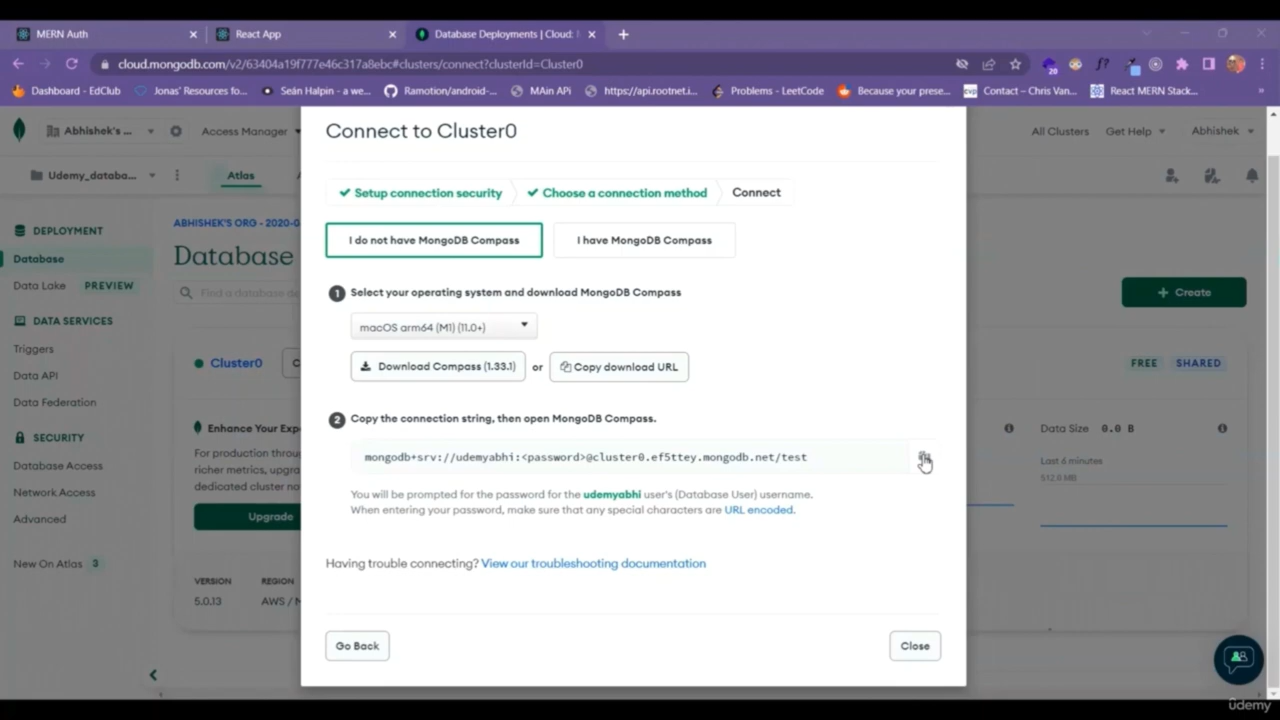 MERN Auth
React App
Database Deployments | Cloud:
cloud.mongodb.com/v2/63404a19f777e46c317a8ebc#clusters/connect?clusterId=Cluster0
20
f?
Dashboard - EdClub
Jonas' Resources fo...
Seán Halpin - a we...
Ramotion/android-...
MAin APi
https://api.rootnet.i...
Problems - LeetCode
Because your prese...
Contact – Chris Van...
React MERN Stack...
»
Abhishek's ...
Access Manager
All Clusters
Get Help
Abhishek
Udemy_databa...
Atlas
DEPLOYMENT
Database
Data Lake PREVIEW
DATA SERVICES
Triggers
Data API
Data Federation
SECURITY
Database Access
Network Access
Advanced
New On Atlas 3
ABHISHEK'S ORG - 2020-0
Database
Find a database de
+ Create
Cluster0
FREE SHARED
Enhance Your Exp
For production throu
richer metrics, upgra
dedicated cluster na
Upgrade
Data Size 0.0 B
Last 6 minutes
512.0 MB
VERSION
5.0.13
REGION
AWS / M
Connect to Cluster0
Setup connection security
Choose a connection method
Connect
I do not have MongoDB Compass
I have MongoDB Compass
1 Select your operating system and download MongoDB Compass
macOS arm64 (M1) (11.0+)
Download Compass (1.33.1) or Copy download URL
2 Copy the connection string, then open MongoDB Compass.
mongodb+srv://udemyabhi:<password>@cluster0.ef5ttey.mongodb.net/test
You will be prompted for the password for the udemyabhi user's (Database User) username.
When entering your password, make sure that any special characters are URL encoded.
Having trouble connecting? View our troubleshooting documentation
Go Back
Close
ûdemy